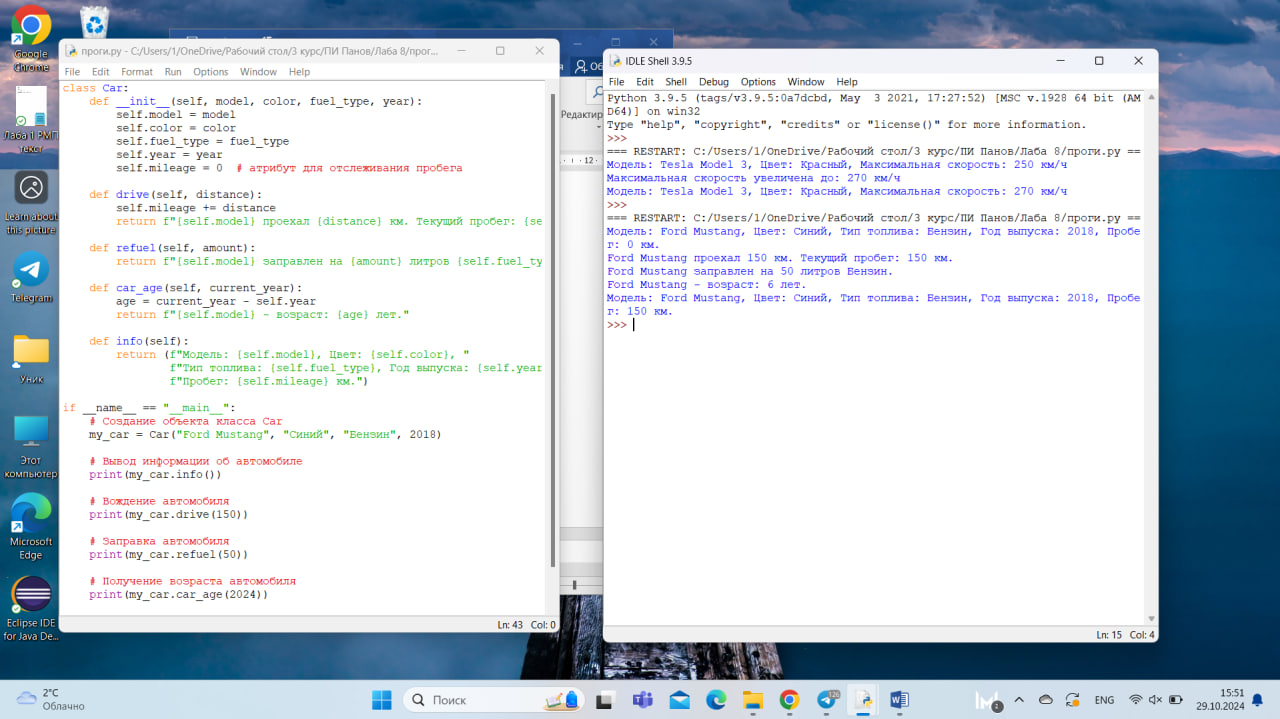 Google Chrome
Лаба 1 РМП текст
Learn about this picture
Telegram
Уник
Этот компьютер
Microsoft Edge
Eclipse IDE for Java De...
проги.py - C:/Users/1/OneDrive/Рабочий стол/3 курс/ПИ Панов/Лаба 8/прог...
File Edit Format Run Options Window Help
class Car:
    def __init__(self, model, color, fuel_type, year):
        self.model = model
        self.color = color
        self.fuel_type = fuel_type
        self.year = year
        self.mileage = 0  # атрибут для отслеживания пробега
    def drive(self, distance):
        self.mileage += distance
        return f"{self.model} проехал {distance} км. Текущий пробег: {se
    def refuel(self, amount):
        return f"{self.model} заправлен на {amount} литров {self.fuel_ty
    def car_age(self, current_year):
        age = current_year - self.year
        return f"{self.model} - возраст: {age} лет."
    def info(self):
        return (f"Модель: {self.model}, Цвет: {self.color}, "
                f"Тип топлива: {self.fuel_type}, Год выпуска: {self.year
                f"Пробег: {self.mileage} км.")
if __name__ == "__main__":
    # Создание объекта класса Car
    my_car = Car("Ford Mustang", "Синий", "Бензин", 2018)
    # Вывод информации об автомобиле
    print(my_car.info())
    # Вождение автомобиля
    print(my_car.drive(150))
    # Заправка автомобиля
    print(my_car.refuel(50))
    # Получение возраста автомобиля
    print(my_car.car_age(2024))
Ln: 43 Col: 0
Редактир
12
IDLE Shell 3.9.5
File Edit Shell Debug Options Window Help
Python 3.9.5 (tags/v3.9.5:0a7dcbd, May  3 2021, 17:27:52) [MSC v.1928 64 bit (AM
D64)] on win32
Type "help", "copyright", "credits" or "license()" for more information.
>>>
=== RESTART: C:/Users/1/OneDrive/Рабочий стол/3 курс/ПИ Панов/Лаба 8/проги.py ==
Модель: Tesla Model 3, Цвет: Красный, Максимальная скорость: 250 км/ч
Максимальная скорость увеличена до: 270 км/ч
Модель: Tesla Model 3, Цвет: Красный, Максимальная скорость: 270 км/ч
>>>
=== RESTART: C:/Users/1/OneDrive/Рабочий стол/3 курс/ПИ Панов/Лаба 8/проги.py ==
Модель: Ford Mustang, Цвет: Синий, Тип топлива: Бензин, Год выпуска: 2018, Пробе
г: 0 км.
Ford Mustang проехал 150 км. Текущий пробег: 150 км.
Ford Mustang заправлен на 50 литров Бензин.
Ford Mustang - возраст: 6 лет.
Модель: Ford Mustang, Цвет: Синий, Тип топлива: Бензин, Год выпуска: 2018, Пробе
г: 150 км.
>>>
Ln: 15 Col: 4
2°C
Облачно
Поиск
ENG
15:51
29.10.2024